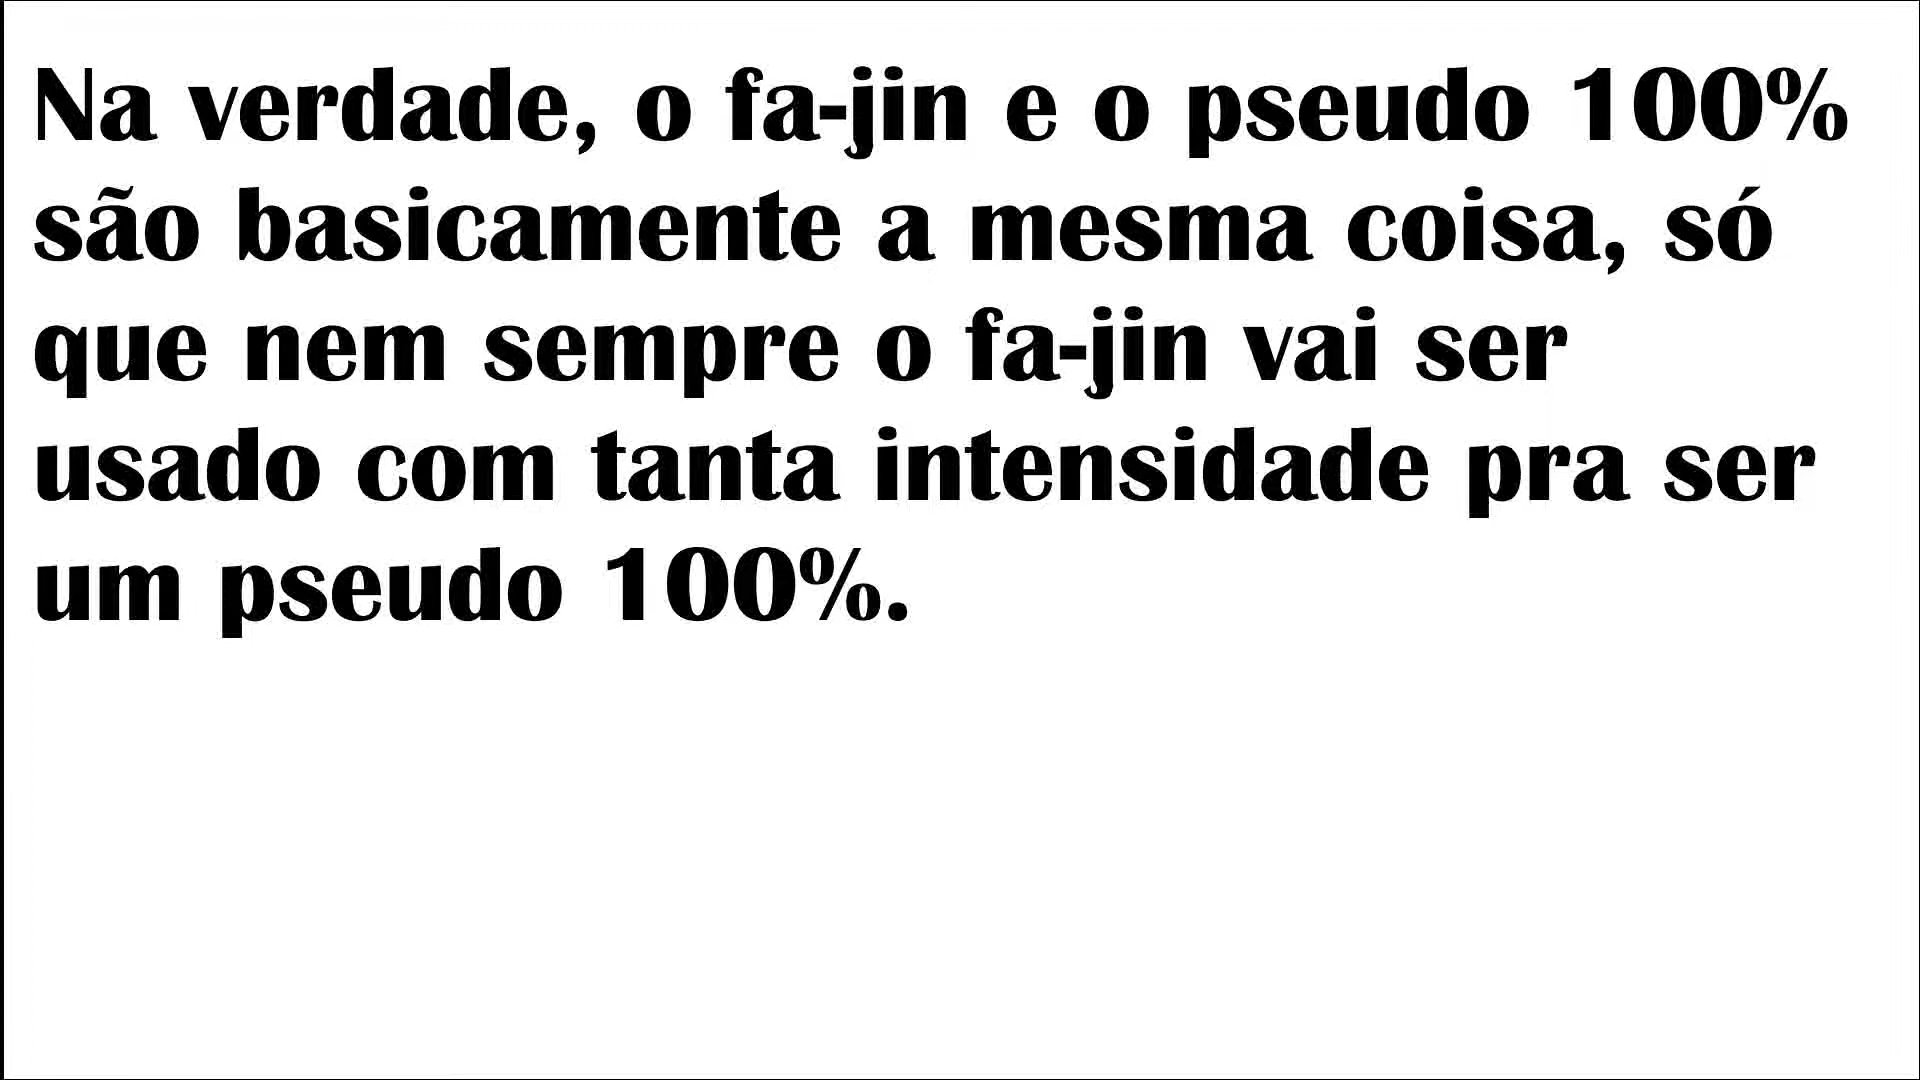 Na verdade, o fa-jin e o pseudo 100%
são basicamente a mesma coisa, só
que nem sempre o fa-jin vai ser
usado com tanta intensidade pra ser
um pseudo 100%.